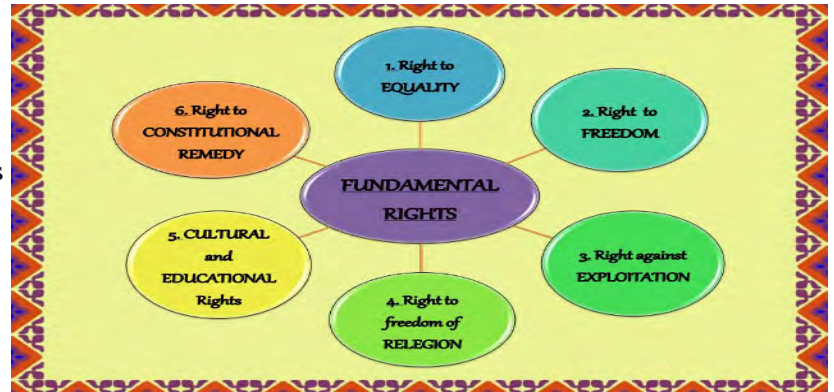 1. Right to
EQUALITY
2. Right to
FREEDOM
3. Right against
EXPLOITATION
4. Right to
freedom of
RELEGION
5. CULTURAL
and
EDUCATIONAL
Rights
6. Right to
CONSTITUTIONAL
REMEDY
FUNDAMENTAL
RIGHTS
s